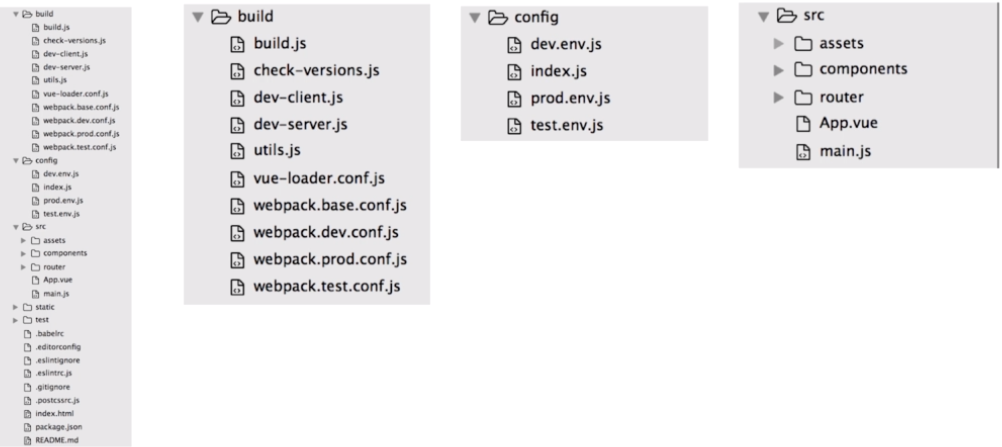 build
build.js
check-versions.js
dev-client.js
dev-server.js
utils.js
vue-loader.conf.js
webpack.base.conf.js
webpack.dev.conf.js
webpack.prod.conf.js
webpack.test.conf.js
config
dev.env.js
index.js
prod.env.js
test.env.js
src
assets
components
router
App.vue
main.js
static
test
.babelrc
.editorconfig
.eslintignore
.eslintrc.js
.gitignore
.postcssrc.js
index.html
package.json
README.md
build
build.js
check-versions.js
dev-client.js
dev-server.js
utils.js
vue-loader.conf.js
webpack.base.conf.js
webpack.dev.conf.js
webpack.prod.conf.js
webpack.test.conf.js
config
dev.env.js
index.js
prod.env.js
test.env.js
src
assets
components
router
App.vue
main.js